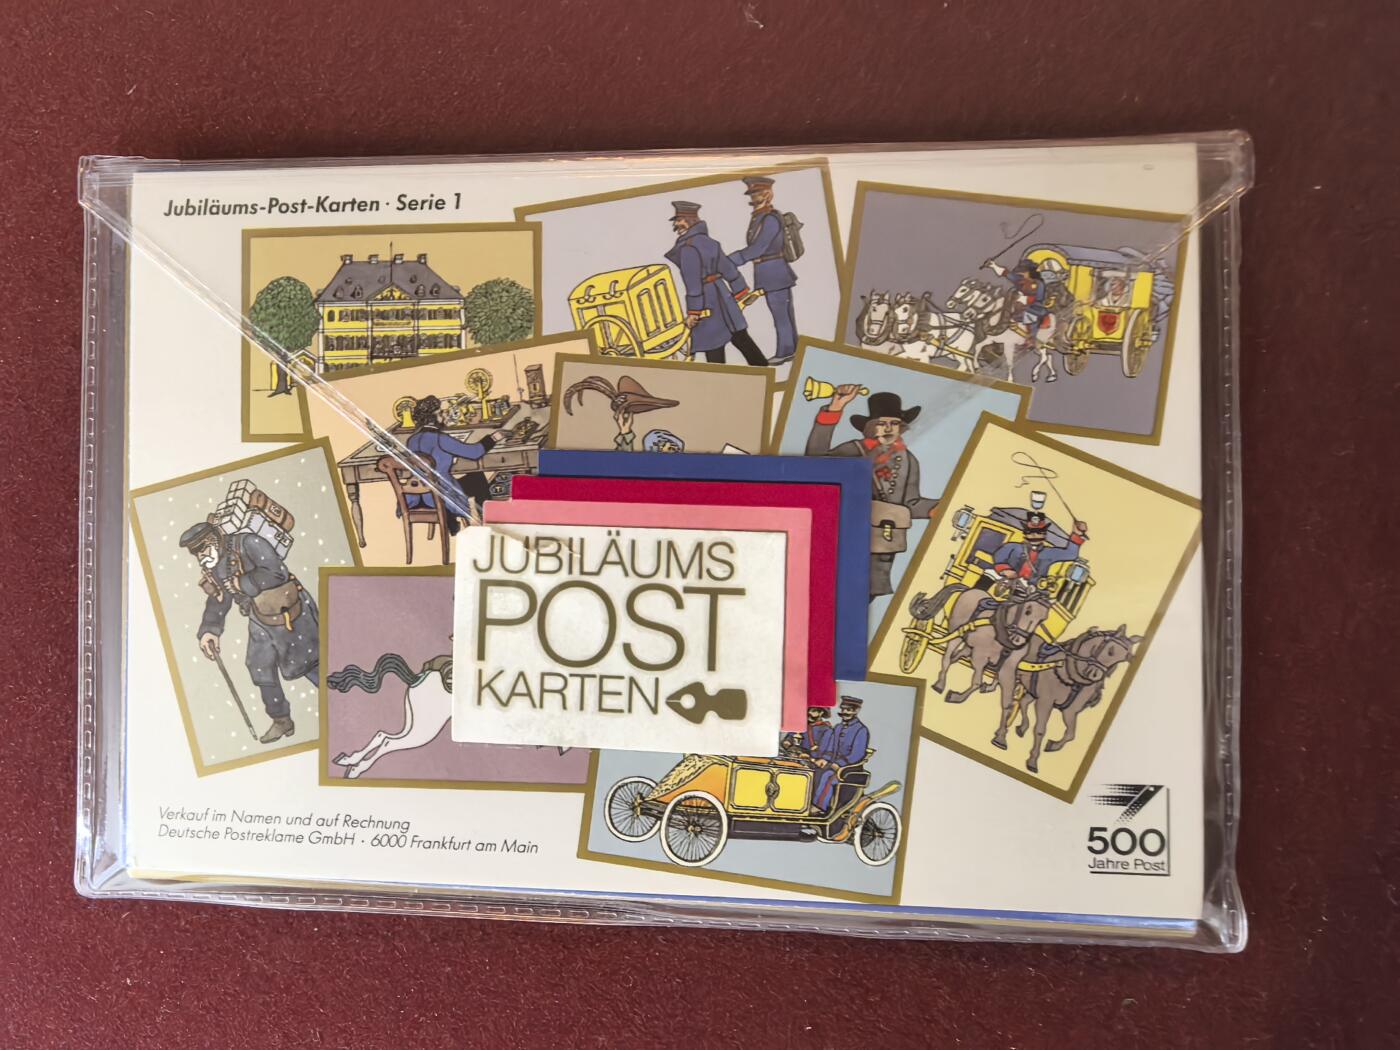 Jubiläums-Post-Karten · Serie 1
JUBILÄUMS
POST
KARTEN
Verkauf im Namen und auf Rechnung
Deutsche Postreklame GmbH · 6000 Frankfurt am Main
500
Jahre Post